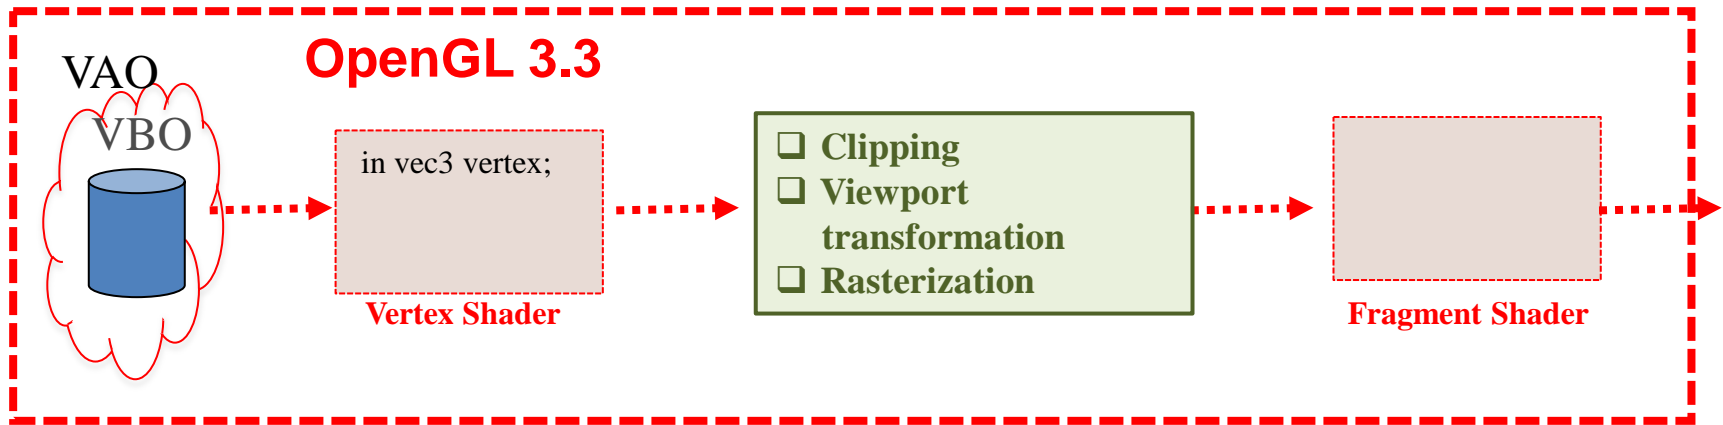 OpenGL 3.3
VAO
VBO
in vec3 vertex;
Vertex Shader
❑ Clipping
❑ Viewport
transformation
❑ Rasterization
Fragment Shader